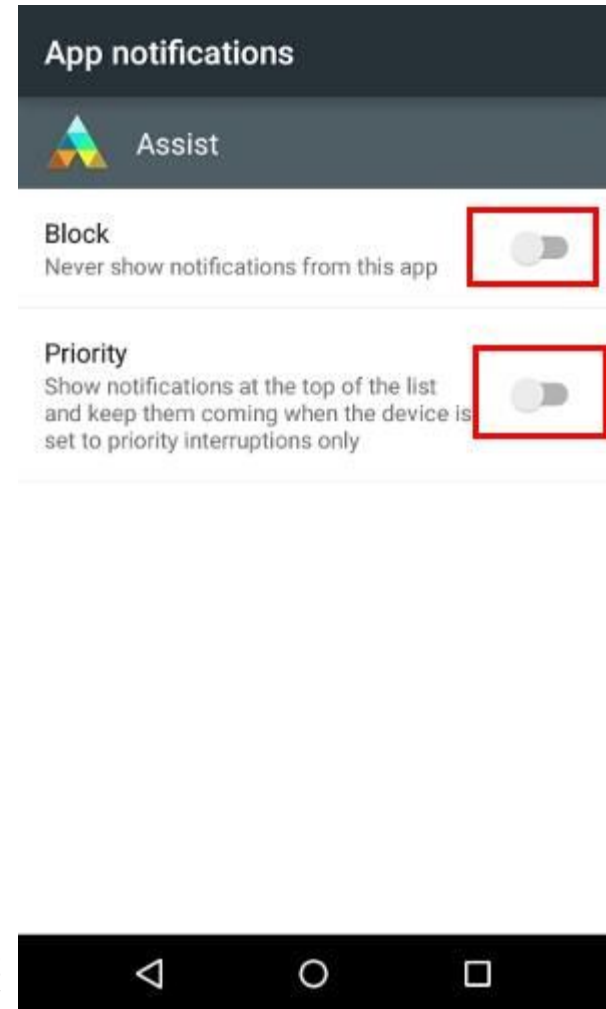 App notifications
Assist
Block
Never show notifications from this app
Priority
Show notifications at the top of the list
and keep them coming when the device is
set to priority interruptions only